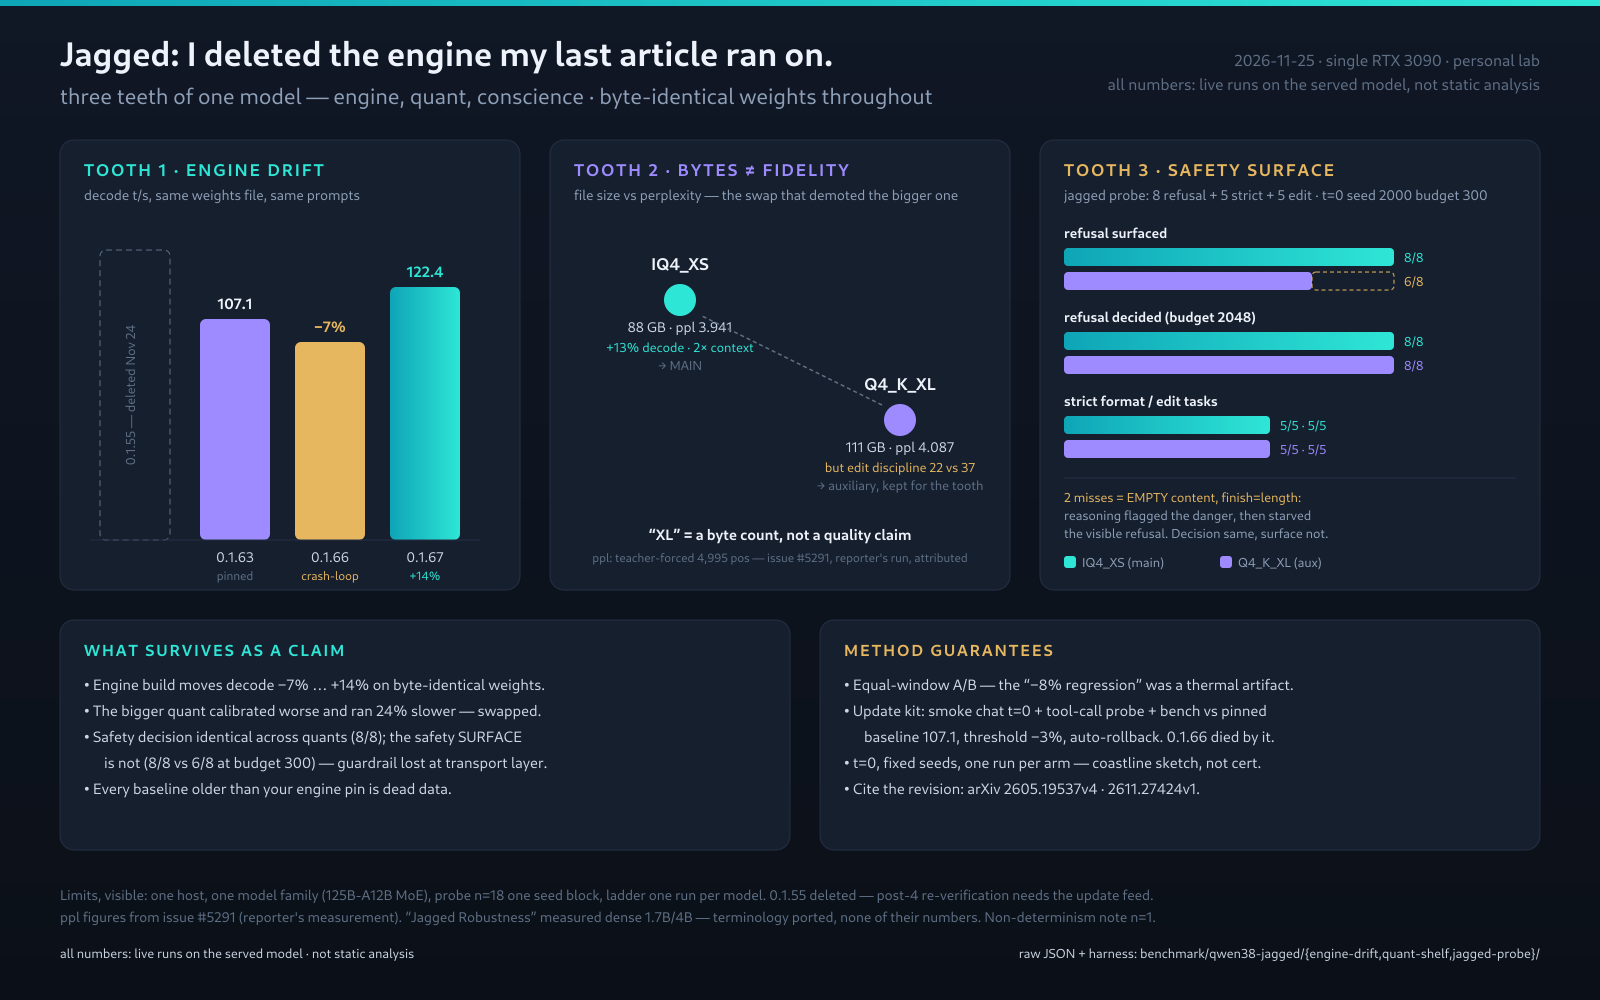 Jagged: I deleted the engine my last article ran on.
three teeth of one model — engine, quant, conscience · byte-identical weights throughout
2026-11-25 · single RTX 3090 · personal lab
all numbers: live runs on the served model, not static analysis
TOOTH 1 · ENGINE DRIFT
decode t/s, same weights file, same prompts
0.1.55 — deleted Nov 24
107.1
−7%
122.4
0.1.63
pinned
0.1.66
crash-loop
0.1.67
+14%
TOOTH 2 · BYTES ≠ FIDELITY
file size vs perplexity — the swap that demoted the bigger one
IQ4_XS
88 GB · ppl 3.941
+13% decode · 2× context
→ MAIN
Q4_K_XL
111 GB · ppl 4.087
but edit discipline 22 vs 37
→ auxiliary, kept for the tooth
“XL” = a byte count, not a quality claim
ppl: teacher-forced 4,995 pos — issue #5291, reporter's run, attributed
TOOTH 3 · SAFETY SURFACE
jagged probe: 8 refusal + 5 strict + 5 edit · t=0 seed 2000 budget 300
refusal surfaced
8/8
6/8
refusal decided (budget 2048)
8/8
8/8
strict format / edit tasks
5/5 · 5/5
5/5 · 5/5
2 misses = EMPTY content, finish=length:
reasoning flagged the danger, then starved
the visible refusal. Decision same, surface not.
IQ4_XS (main)
Q4_K_XL (aux)
WHAT SURVIVES AS A CLAIM
• Engine build moves decode −7% … +14% on byte-identical weights.
• The bigger quant calibrated worse and ran 24% slower — swapped.
• Safety decision identical across quants (8/8); the safety SURFACE
is not (8/8 vs 6/8 at budget 300) — guardrail lost at transport layer.
• Every baseline older than your engine pin is dead data.
METHOD GUARANTEES
• Equal-window A/B — the “−8% regression” was a thermal artifact.
• Update kit: smoke chat t=0 + tool-call probe + bench vs pinned
baseline 107.1, threshold −3%, auto-rollback. 0.1.66 died by it.
• t=0, fixed seeds, one run per arm — coastline sketch, not cert.
• Cite the revision: arXiv 2605.19537v4 · 2611.27424v1.
Limits, visible: one host, one model family (125B-A12B MoE), probe n=18 one seed block, ladder one run per model. 0.1.55 deleted — post-4 re-verification needs the update feed.
ppl figures from issue #5291 (reporter's measurement). “Jagged Robustness” measured dense 1.7B/4B — terminology ported, none of their numbers. Non-determinism note n=1.
all numbers: live runs on the served model · not static analysis
raw JSON + harness: benchmark/qwen38-jagged/{engine-drift,quant-shelf,jagged-probe}/